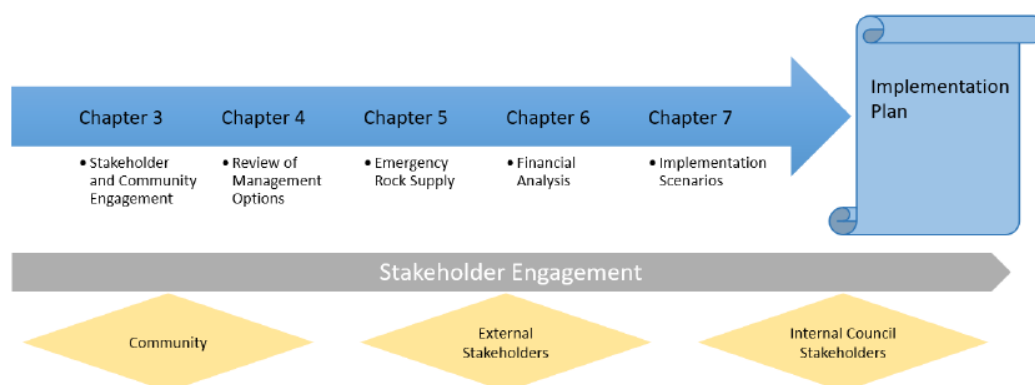 Implementation
Plan
Chapter 3
Chapter 4
Chapter 5
Chapter 6
Chapter 7
• Stakeholder
and Community
Engagement
• Review of
Management
Options
• Emergency
Rock Supply
• Financial
Analysis
• Implementation
Scenarios
Stakeholder Engagement
Community
External
Stakeholders
Internal Council
Stakeholders